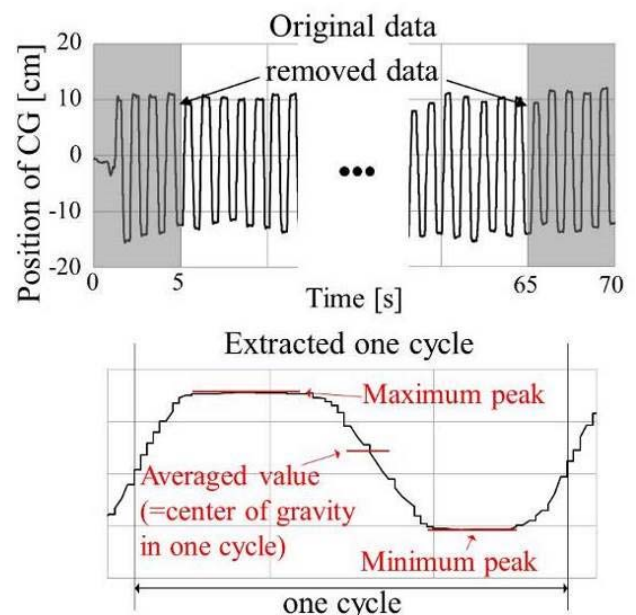 Original data
Position of CG [cm]
20
10
0
-10
-20
removed data
•••
0
5
65
70
Time [s]
Extracted one cycle
Maximum peak
Averaged value
(=center of gravity
in one cycle)
Minimum peak
one cycle